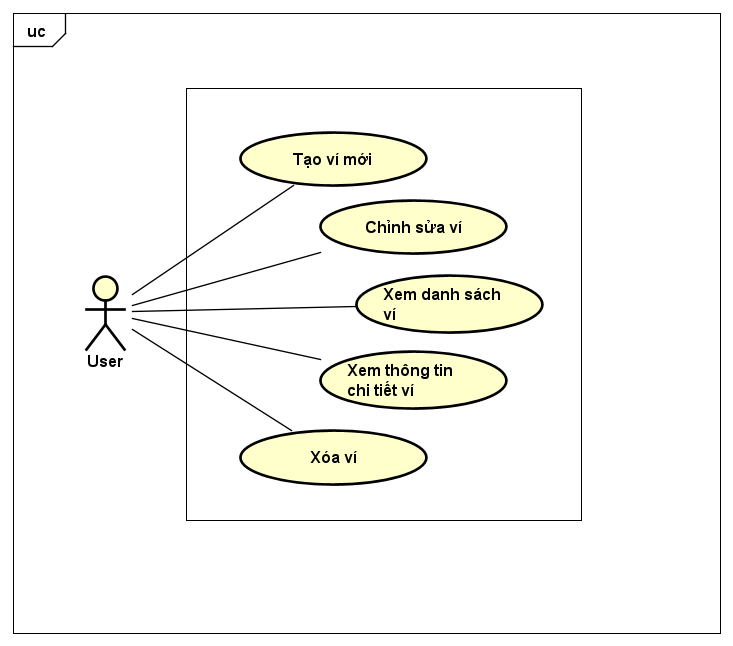 uc
Tạo ví mới
Chỉnh sửa ví
Xem danh sách
ví
User
Xem thông tin
chi tiết ví
Xóa ví